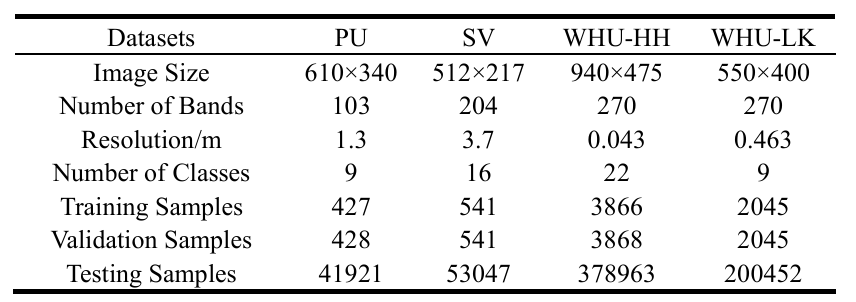 Datasets PU SV WHU-HH WHU-LK
Image Size 610×340 512×217 940×475 550×400
Number of Bands 103 204 270 270
Resolution/m 1.3 3.7 0.043 0.463
Number of Classes 9 16 22 9
Training Samples 427 541 3866 2045
Validation Samples 428 541 3868 2045
Testing Samples 41921 53047 378963 200452